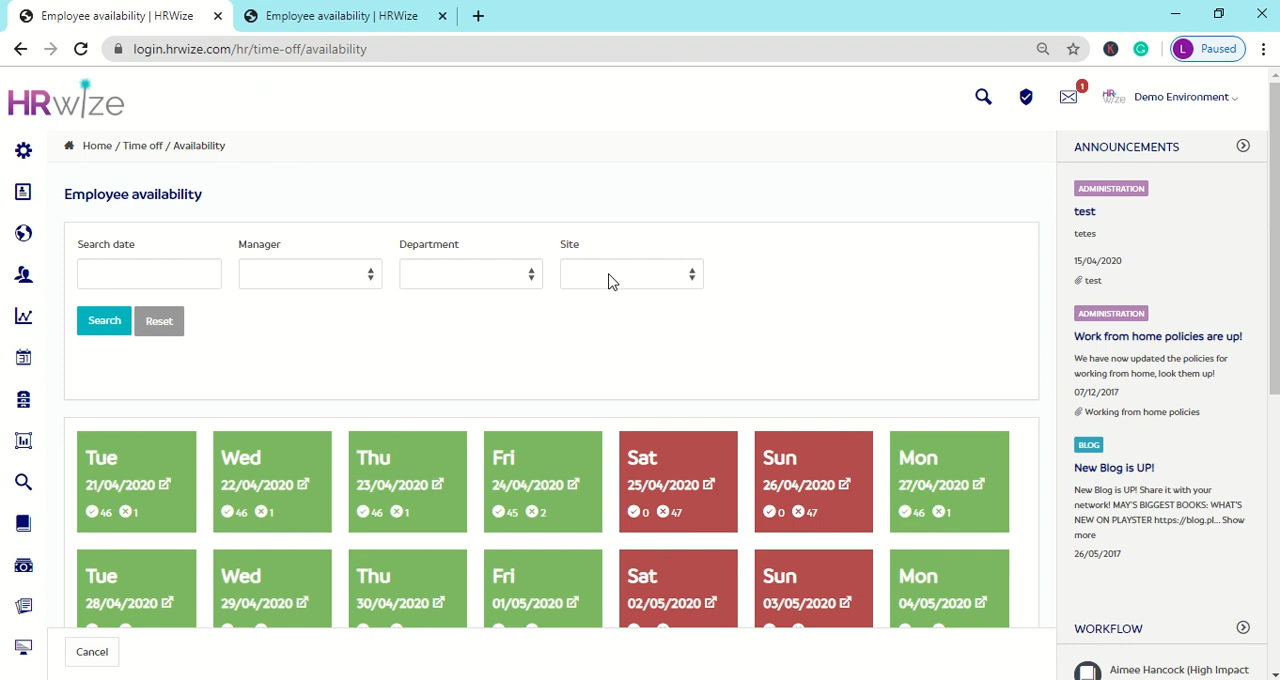 Employee availability | HRWize
Employee availability | HRWize
login.hrwize.com/hr/time-off/availability
K
G
L Paused
HRwize
1
HRwize
Demo Environment
Home / Time off / Availability
Employee availability
Search date
Manager
Department
Site
Search
Reset
Tue
21/04/2020
46 1
Wed
22/04/2020
46 1
Thu
23/04/2020
46 1
Fri
24/04/2020
45 2
Sat
25/04/2020
0 47
Sun
26/04/2020
0 47
Mon
27/04/2020
46 1
Tue
28/04/2020
Wed
29/04/2020
Thu
30/04/2020
Fri
01/05/2020
Sat
02/05/2020
Sun
03/05/2020
Mon
04/05/2020
Cancel
ANNOUNCEMENTS
ADMINISTRATION
test
tetes
15/04/2020
test
ADMINISTRATION
Work from home policies are up!
We have now updated the policies for
working from home, look them up!
07/12/2017
Working from home policies
BLOG
New Blog is UP!
New Blog is UP! Share it with your
network! MAY'S BIGGEST BOOKS: WHAT'S
NEW ON PLAYSTER https://blog.pl... Show
more
26/05/2017
WORKFLOW
Aimee Hancock (High Impact
31